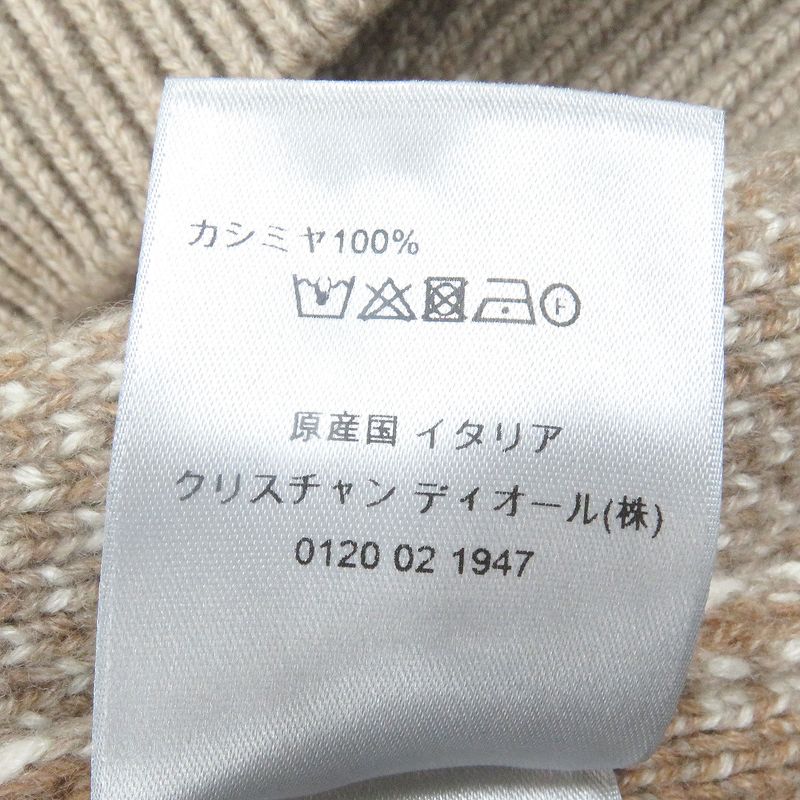 カシミヤ100%
F
原産国 イタリア
クリスチャン ディオール(株)
0120 02 1947